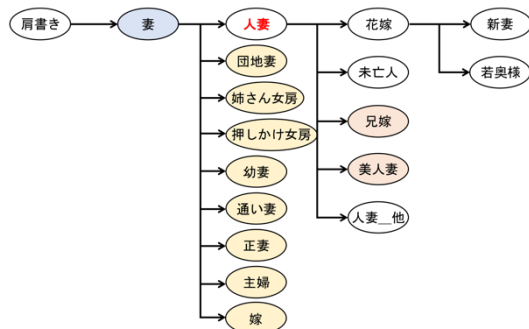 肩書き
妻
人妻
団地妻
姉さん女房
押しかけ女房
幼妻
通い妻
正妻
主婦
嫁
花嫁
未亡人
兄嫁
美人妻
人妻__他
新妻
若奥様